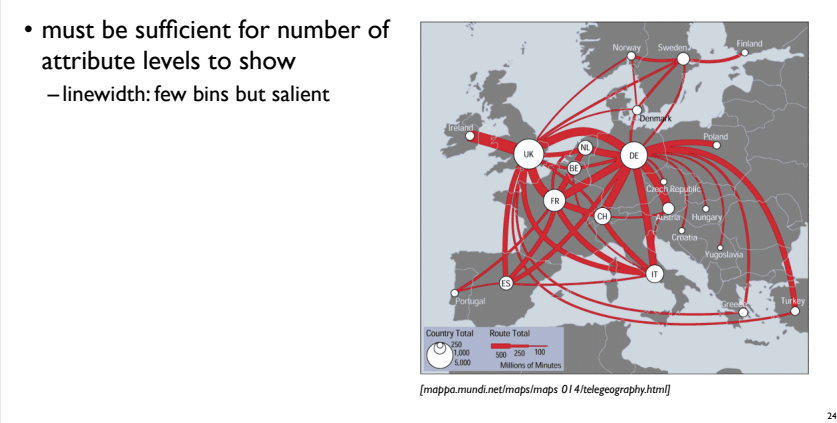 • must be sufficient for number of
attribute levels to show
– linewidth: few bins but salient
Norway
Sweden
Finland
Denmark
Ireland
UK
NL
DE
Poland
BE
Czech Republic
FR
CH
Austria
Hungary
Croatia
Yugoslavia
IT
ES
Portugal
Greece
Turkey
Country Total
250
1,000
5,000
Route Total
500 250 100
Millions of Minutes
[mappa.mundi.net/maps/maps 014/telegeography.html]
24